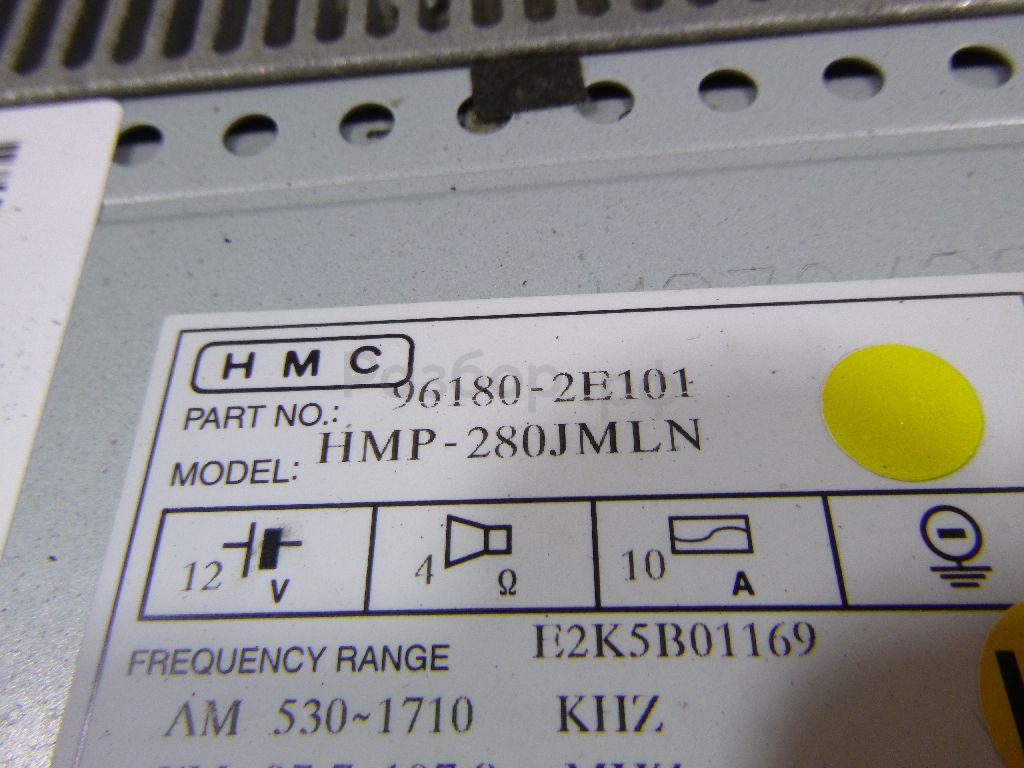 HMC
PART NO.: 96180-2E101
MODEL: HMP-280JMLN
12 V
4 Ω
10 A
FREQUENCY RANGE E2K5B01169
AM 530~1710 KHZ